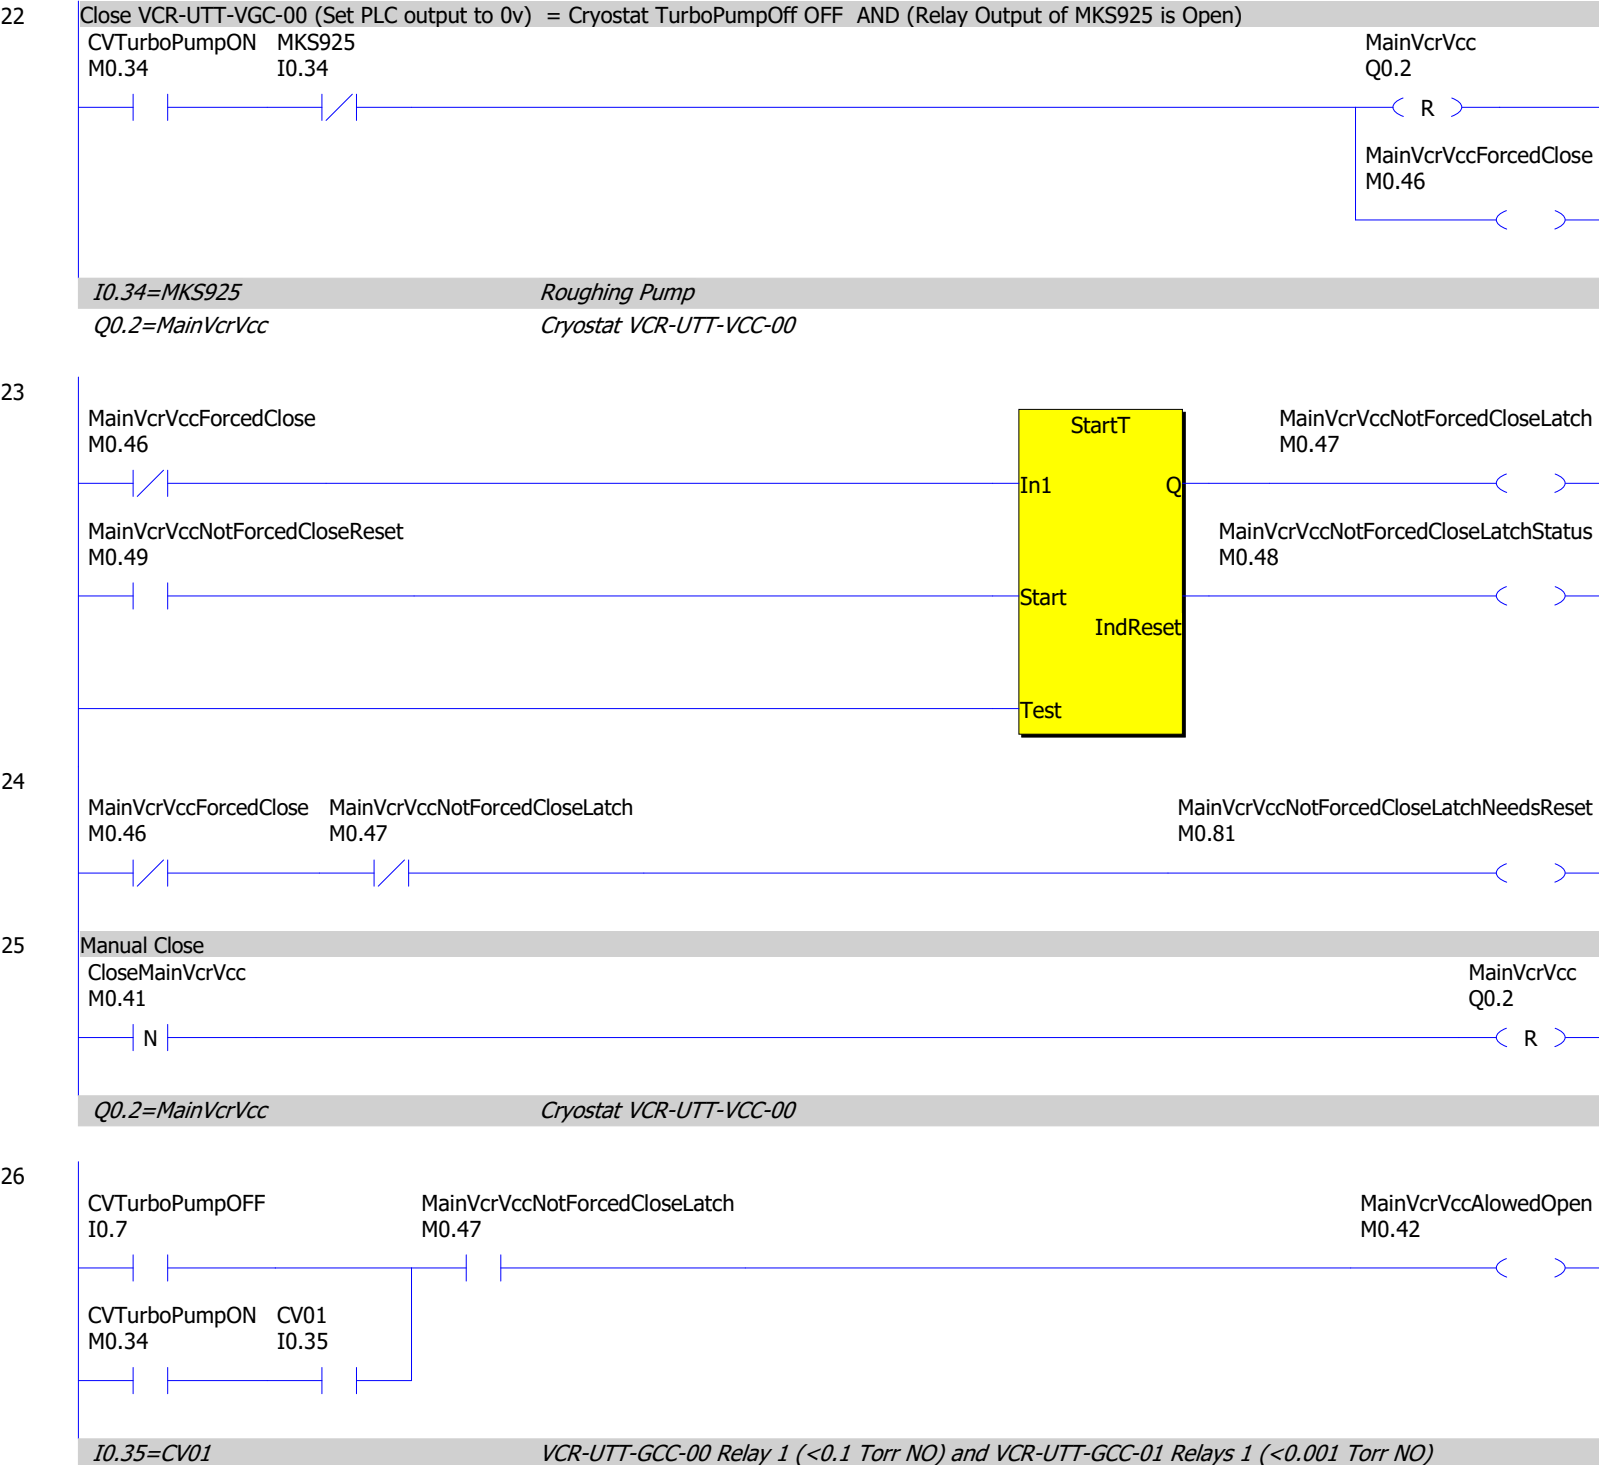 22
Close VCR-UTT-VGC-00 (Set PLC output to 0v)  = Cryostat TurboPumpOff OFF  AND (Relay Output of MKS925 is Open)
CVTurboPumpON MKS925 MainVcrVcc
M0.34 I0.34 Q0.2
R
MainVcrVccForcedClose
M0.46
I0.34=MKS925 Roughing Pump
Q0.2=MainVcrVcc Cryostat VCR-UTT-VCC-00
23
MainVcrVccForcedClose StartT MainVcrVccNotForcedCloseLatch
M0.46 M0.47
In1 Q
MainVcrVccNotForcedCloseReset MainVcrVccNotForcedCloseLatchStatus
M0.49 M0.48
Start
IndReset
Test
24
MainVcrVccForcedClose MainVcrVccNotForcedCloseLatch MainVcrVccNotForcedCloseLatchNeedsReset
M0.46 M0.47 M0.81
25
Manual Close
CloseMainVcrVcc MainVcrVcc
M0.41 Q0.2
N R
Q0.2=MainVcrVcc Cryostat VCR-UTT-VCC-00
26
CVTurboPumpOFF MainVcrVccNotForcedCloseLatch MainVcrVccAlowedOpen
I0.7 M0.47 M0.42
CVTurboPumpON CV01
M0.34 I0.35
I0.35=CV01 VCR-UTT-GCC-00 Relay 1 (<0.1 Torr NO) and VCR-UTT-GCC-01 Relays 1 (<0.001 Torr NO)